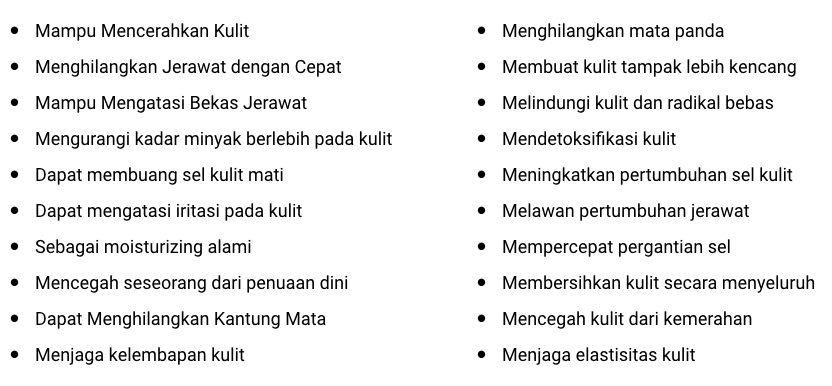 Mampu Mencerahkan Kulit
Menghilangkan Jerawat dengan Cepat
Mampu Mengatasi Bekas Jerawat
Mengurangi kadar minyak berlebih pada kulit
Dapat membuang sel kulit mati
Dapat mengatasi iritasi pada kulit
Sebagai moisturizing alami
Mencegah seseorang dari penuaan dini
Dapat Menghilangkan Kantung Mata
Menjaga kelembapan kulit
Menghilangkan mata panda
Membuat kulit tampak lebih kencang
Melindungi kulit dan radikal bebas
Mendetoksifikasi kulit
Meningkatkan pertumbuhan sel kulit
Melawan pertumbuhan jerawat
Mempercepat pergantian sel
Membersihkan kulit secara menyeluruh
Mencegah kulit dari kemerahan
Menjaga elastisitas kulit